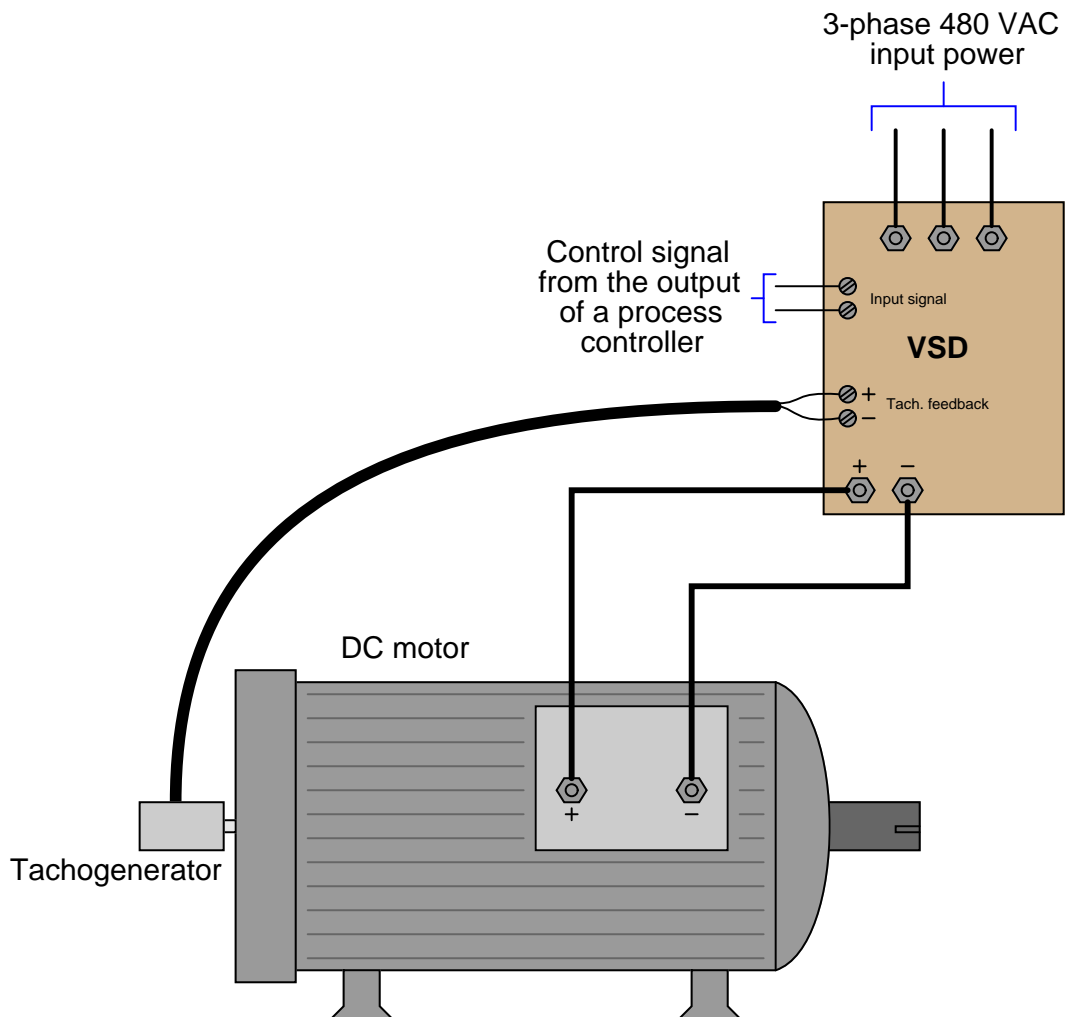 3-phase 480 VAC
input power
Control signal
from the output
of a process
controller
Input signal
VSD
+
Tach. feedback
−
+ −
DC motor
+ −
Tachogenerator